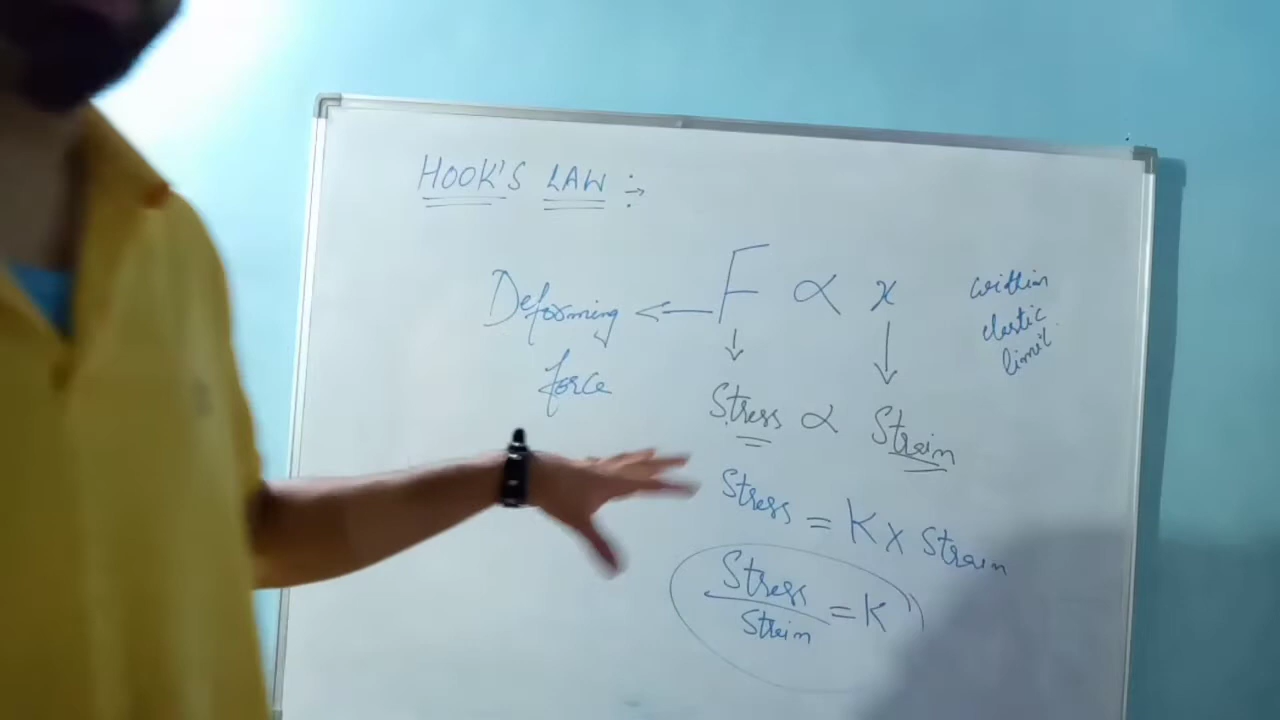 HOOK'S LAW :→
Deforming ← F ∝ x within
force elastic
limit
↓ ↓
Stress ∝ Strain
Stress = K x Strain
Stress
Strain = K